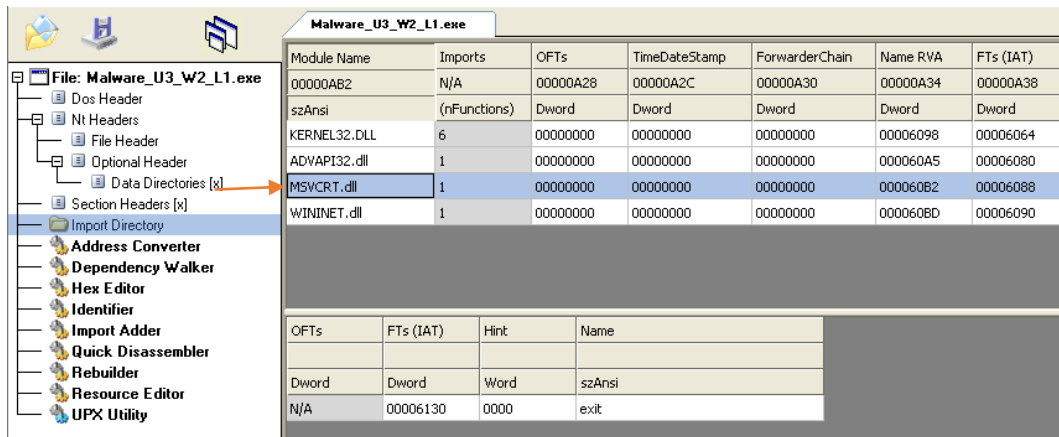 Malware_U3_W2_L1.exe
File: Malware_U3_W2_L1.exe
Dos Header
Nt Headers
File Header
Optional Header
Data Directories [x]
Section Headers [x]
Import Directory
Address Converter
Dependency Walker
Hex Editor
Identifier
Import Adder
Quick Disassembler
Rebuilder
Resource Editor
UPX Utility
Module Name Imports OFTs TimeDateStamp ForwarderChain Name RVA FTs (IAT)
00000AB2 N/A 00000A28 00000A2C 00000A30 00000A34 00000A38
szAnsi (nFunctions) Dword Dword Dword Dword Dword
KERNEL32.DLL 6 00000000 00000000 00000000 00006098 00006064
ADVAPI32.dll 1 00000000 00000000 00000000 000060A5 00006080
MSVCRT.dll 1 00000000 00000000 00000000 000060B2 00006088
WININET.dll 1 00000000 00000000 00000000 000060BD 00006090
OFTs FTs (IAT) Hint Name
Dword Dword Word szAnsi
N/A 00006130 0000 exit